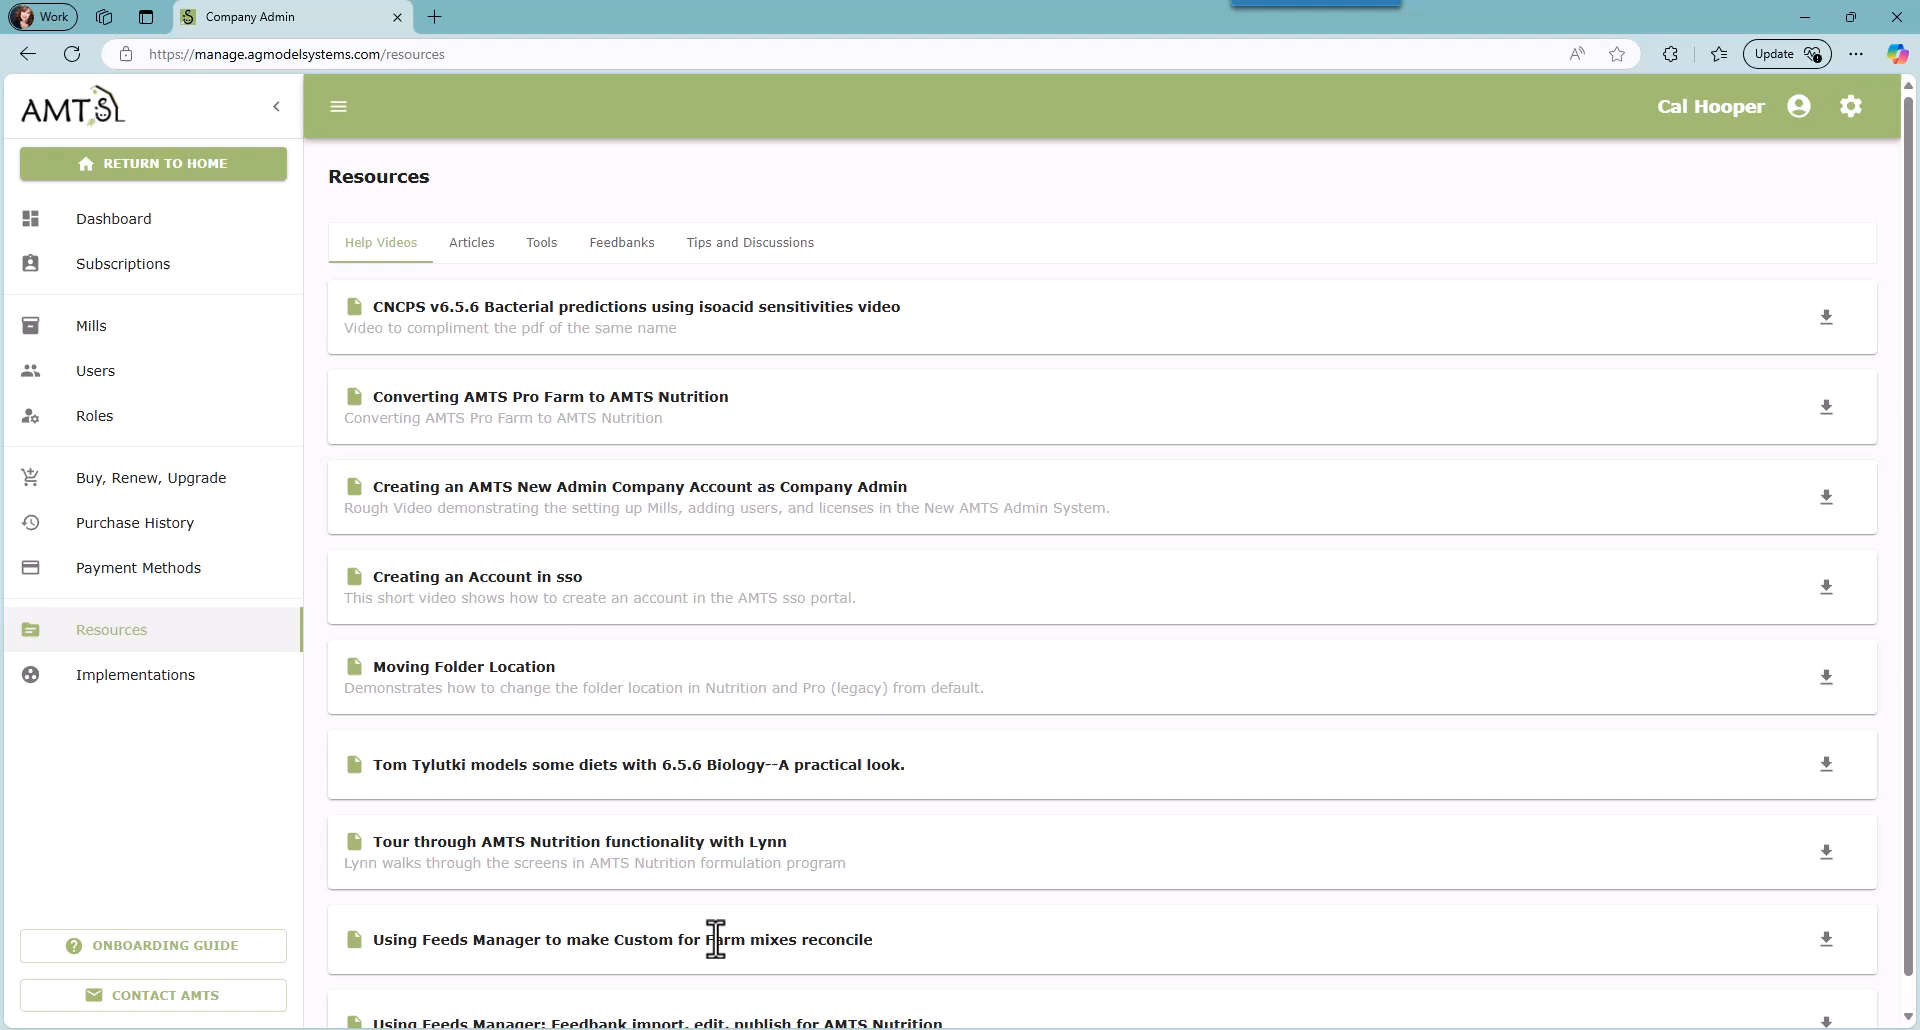 Work
Company Admin
https://manage.agmodelsystems.com/resources
Update
AMTS
Cal Hooper
RETURN TO HOME
Dashboard
Subscriptions
Mills
Users
Roles
Buy, Renew, Upgrade
Purchase History
Payment Methods
Resources
Implementations
ONBOARDING GUIDE
CONTACT AMTS
Resources
Help Videos Articles Tools Feedbanks Tips and Discussions
CNCPS v6.5.6 Bacterial predictions using isoacid sensitivities video
Video to compliment the pdf of the same name
Converting AMTS Pro Farm to AMTS Nutrition
Converting AMTS Pro Farm to AMTS Nutrition
Creating an AMTS New Admin Company Account as Company Admin
Rough Video demonstrating the setting up Mills, adding users, and licenses in the New AMTS Admin System.
Creating an Account in sso
This short video shows how to create an account in the AMTS sso portal.
Moving Folder Location
Demonstrates how to change the folder location in Nutrition and Pro (legacy) from default.
Tom Tylutki models some diets with 6.5.6 Biology--A practical look.
Tour through AMTS Nutrition functionality with Lynn
Lynn walks through the screens in AMTS Nutrition formulation program
Using Feeds Manager to make Custom for Farm mixes reconcile
Using Feeds Manager: Feedbank import, edit, publish for AMTS Nutrition